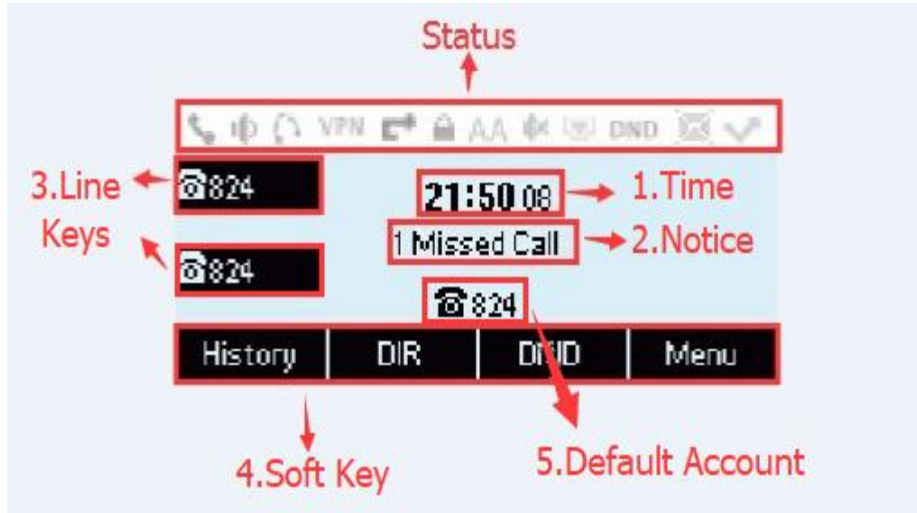 Status
VPN AA DND
3.Line Keys
824
21:50 08
1.Time
1 Missed Call
2.Notice
824
824
History DIR DND Menu
4.Soft Key
5.Default Account